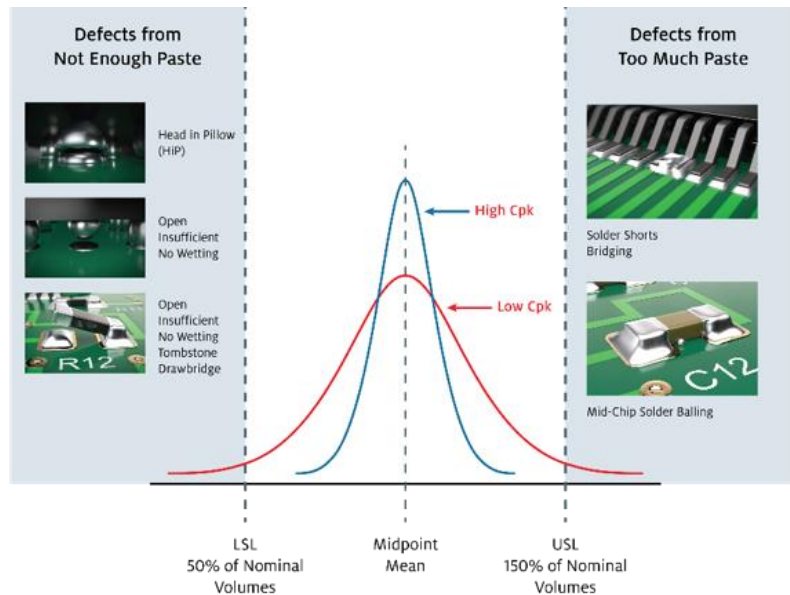 Defects from
Not Enough Paste
Head in Pillow
(HiP)
Open
Insufficient
No Wetting
Open
Insufficient
No Wetting
Tombstone
Drawbridge
R12
High Cpk
Low Cpk
Defects from
Too Much Paste
Solder Shorts
Bridging
C12
Mid-Chip Solder Balling
LSL
50% of Nominal
Volumes
Midpoint
Mean
USL
150% of Nominal
Volumes